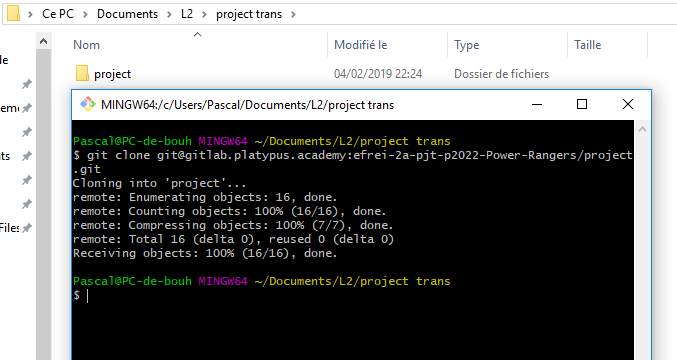 Ce PC > Documents > L2 > project trans >
Nom
Modifié le
Type
Taille
project
04/02/2019 22:24
Dossier de fichiers
MINGW64:/c/Users/Pascal/Documents/L2/project trans
Pascal@PC-de-bouh MINGW64 ~/Documents/L2/project trans
$ git clone git@gitlab.platypus.academy:efrei-2a-pjt-p2022-Power-Rangers/project
.git
Cloning into 'project'...
remote: Enumerating objects: 16, done.
remote: Counting objects: 100% (16/16), done.
remote: Compressing objects: 100% (7/7), done.
remote: Total 16 (delta 0), reused 0 (delta 0)
Receiving objects: 100% (16/16), done.
Pascal@PC-de-bouh MINGW64 ~/Documents/L2/project trans
$